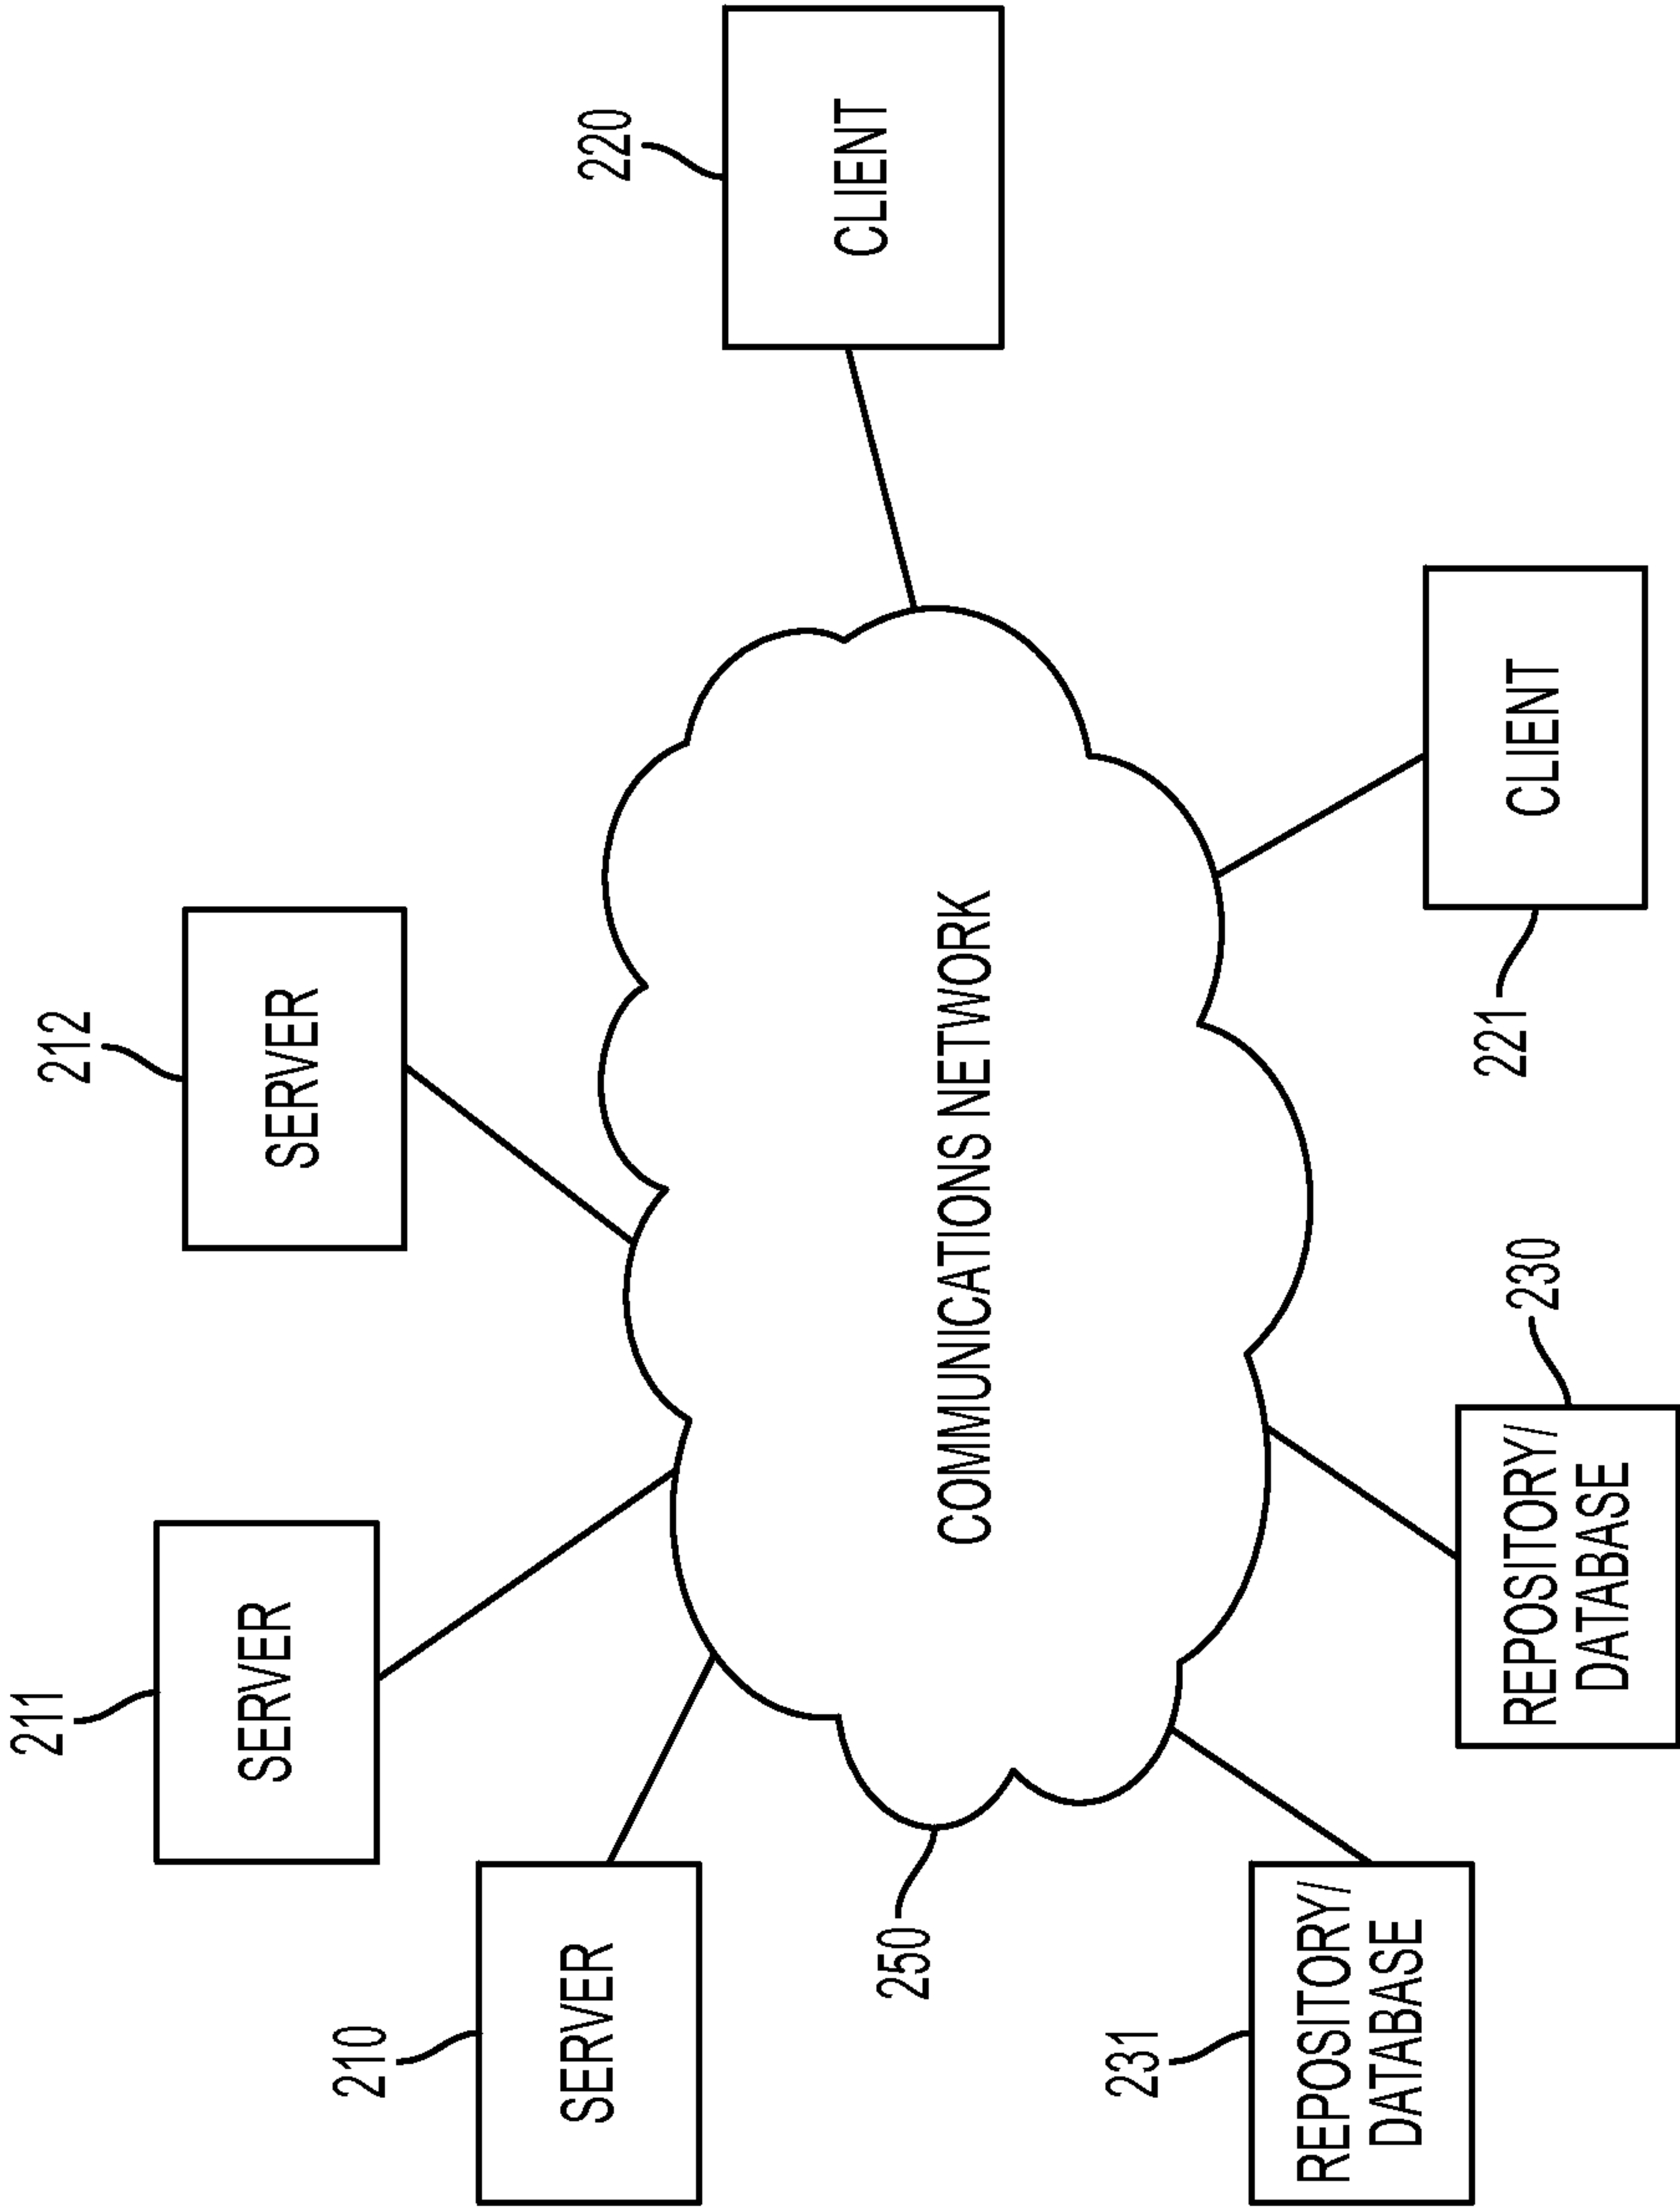 211
212
SERVER
SERVER
210
SERVER
220
CLIENT
250
COMMUNICATIONS NETWORK
231
REPOSITORY/
DATABASE
230
REPOSITORY/
DATABASE
221
CLIENT